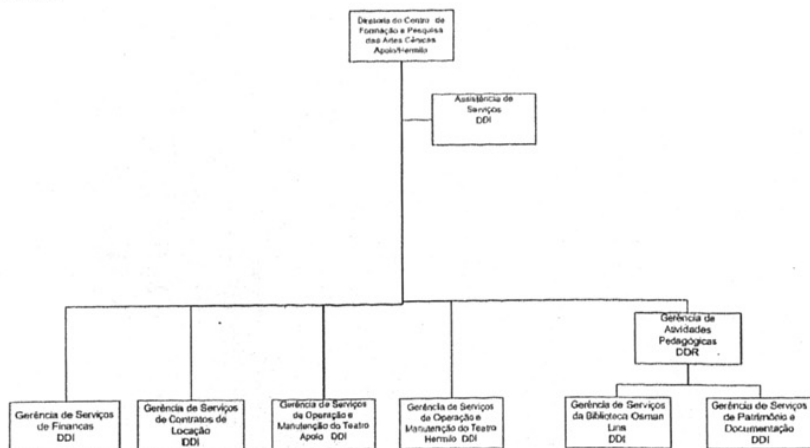 Diretoria do Centro de
Formação e Pesquisa
das Artes Cênicas
Apolo/Hermilo
Assistência de
Serviços
DDI
Gerência de
Atividades
Pedagógicas
DDR
Gerência de Serviços
de Financas
DDI
Gerência de Serviços
de Contratos de
Locação
DDI
Gerência de Serviços
de Operação e
Manutenção do Teatro
Apolo DDI
Gerência de Serviços
de Operação e
Manutenção do Teatro
Hermilo DDI
Gerência de Serviços
da Biblioteca Osman
Lins
DDI
Gerência de Serviços
de Patrimônio e
Documentação
DDI